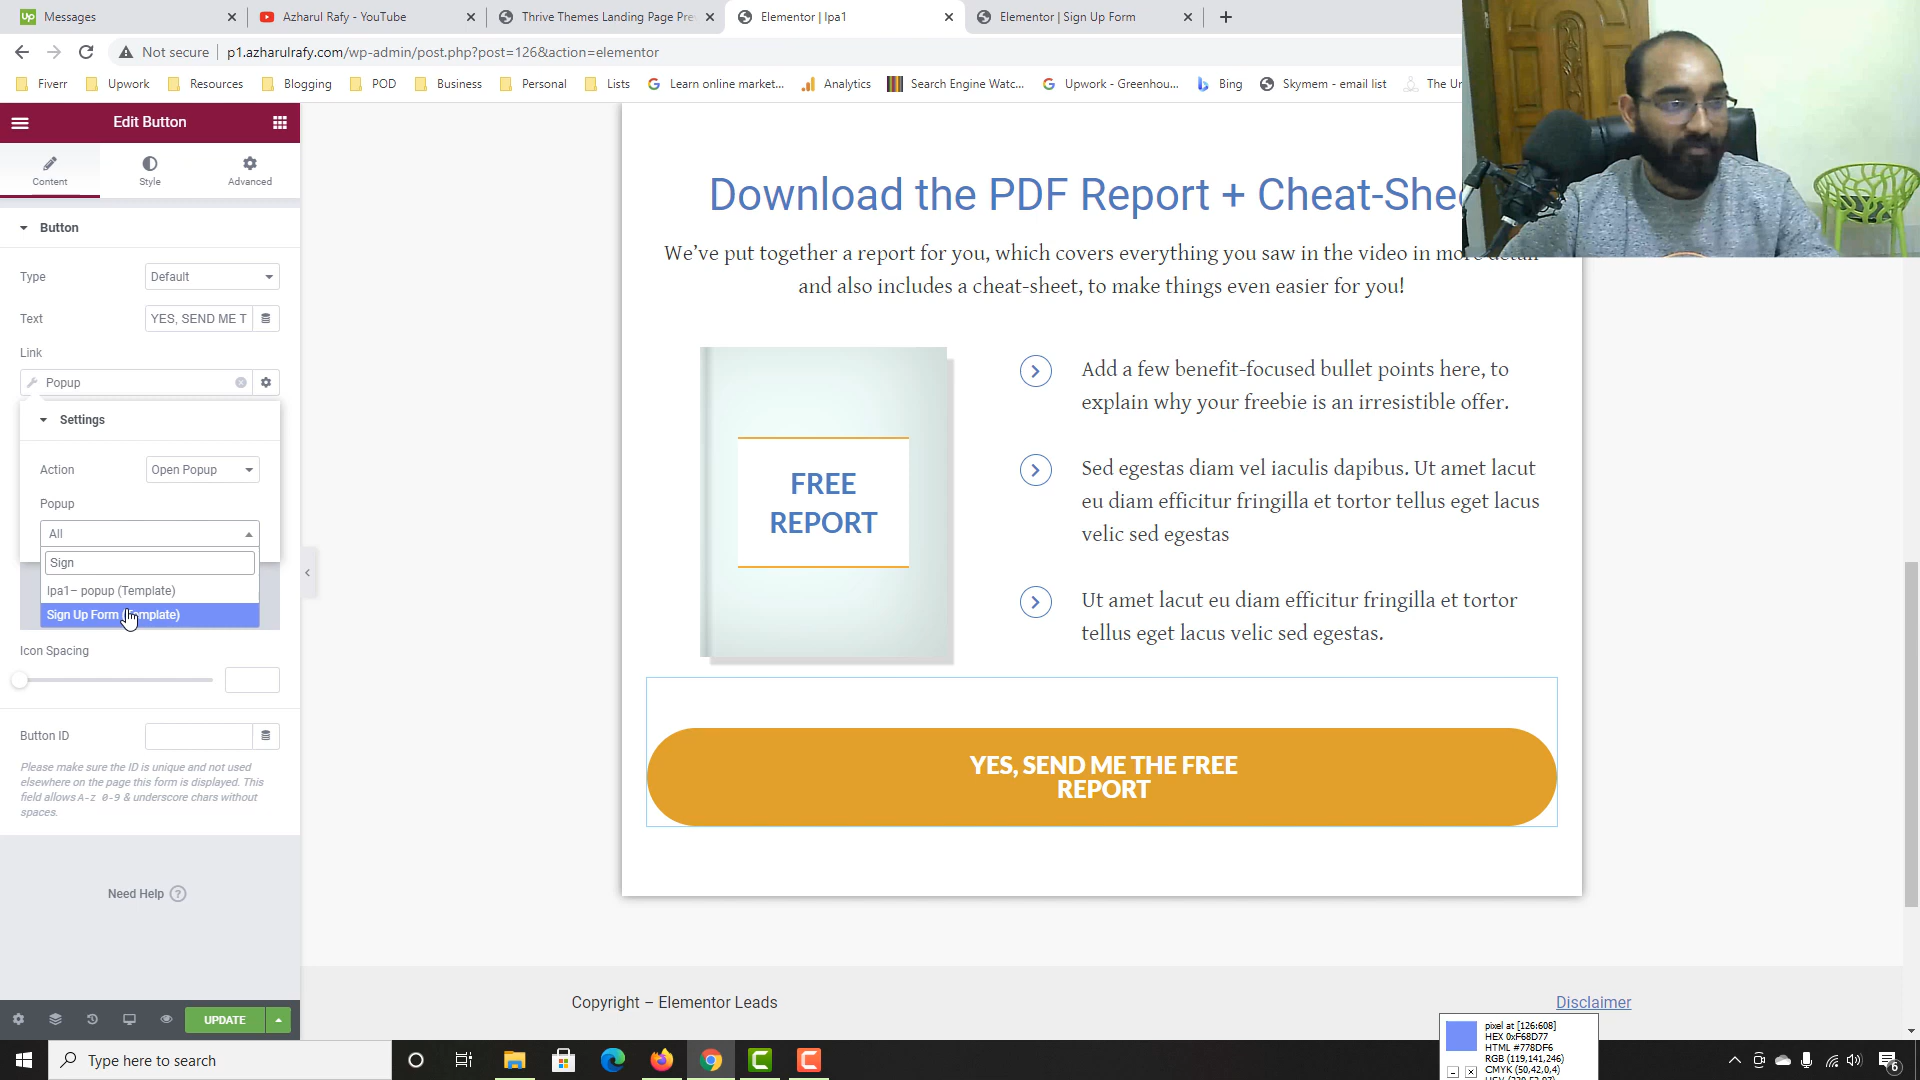 Messages
Azharul Rafy - YouTube
Thrive Themes Landing Page Pre
Elementor | lpa1
Elementor | Sign Up Form
Not secure
p1.azharulrafy.com/wp-admin/post.php?post=126&action=elementor
Fiverr
Upwork
Resources
Blogging
POD
Business
Personal
Lists
Learn online market...
Analytics
Search Engine Watc...
Upwork - Greenhou...
Bing
Skymem - email list
The Un
Edit Button
Content
Style
Advanced
Button
Type
Default
Text
YES, SEND ME T
Link
Popup
Settings
Action
Open Popup
Popup
All
Sign
lpa1– popup (Template)
Sign Up Form
Icon Spacing
Button ID
Please make sure the ID is unique and not used
elsewhere on the page this form is displayed. This
field allows A-z 0-9 & underscore chars without
spaces.
Need Help ?
UPDATE
Download the PDF Report + Cheat-Shee
We've put together a report for you, which covers everything you saw in the video in more detail
and also includes a cheat-sheet, to make things even easier for you!
FREE
REPORT
Add a few benefit-focused bullet points here, to
explain why your freebie is an irresistible offer.
Sed egestas diam vel iaculis dapibus. Ut amet lacut
eu diam efficitur fringilla et tortor tellus eget lacus
velic sed egestas
Ut amet lacut eu diam efficitur fringilla et tortor
tellus eget lacus velic sed egestas.
YES, SEND ME THE FREE
REPORT
Copyright – Elementor Leads
Disclaimer
pixel at [126:608]
HEX 0xF68D77
HTML #778DF6
RGB (119,141,246)
CMYK (50,42,0,4)
Type here to search
6